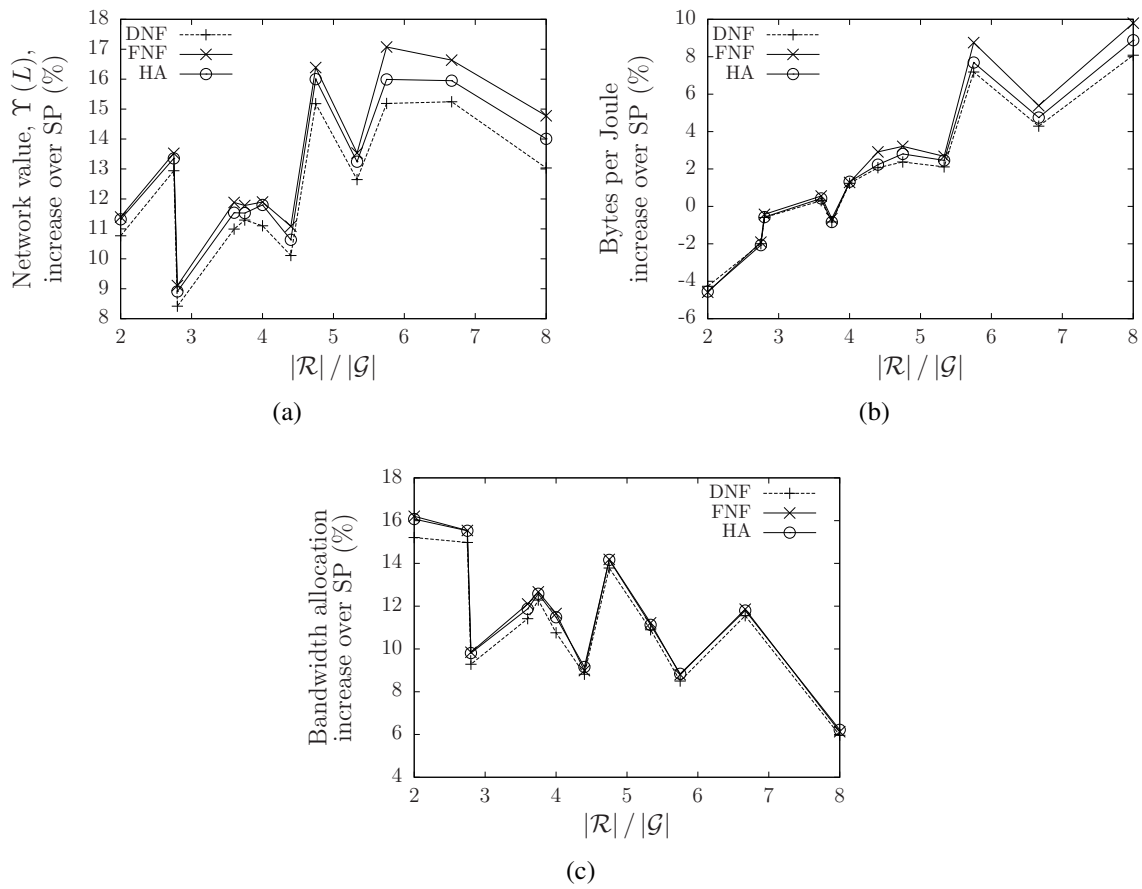 Network value, ϒ (L),
increase over SP (%)
18
17
16
15
14
13
12
11
10
9
8
DNF
FNF
HA
2
3
4
5
6
7
8
|R| / |G|
(a)
Bytes per Joule
increase over SP (%)
10
8
6
4
2
0
-2
-4
-6
DNF
FNF
HA
2
3
4
5
6
7
8
|R| / |G|
(b)
Bandwidth allocation
increase over SP (%)
18
16
14
12
10
8
6
4
DNF
FNF
HA
2
3
4
5
6
7
8
|R| / |G|
(c)